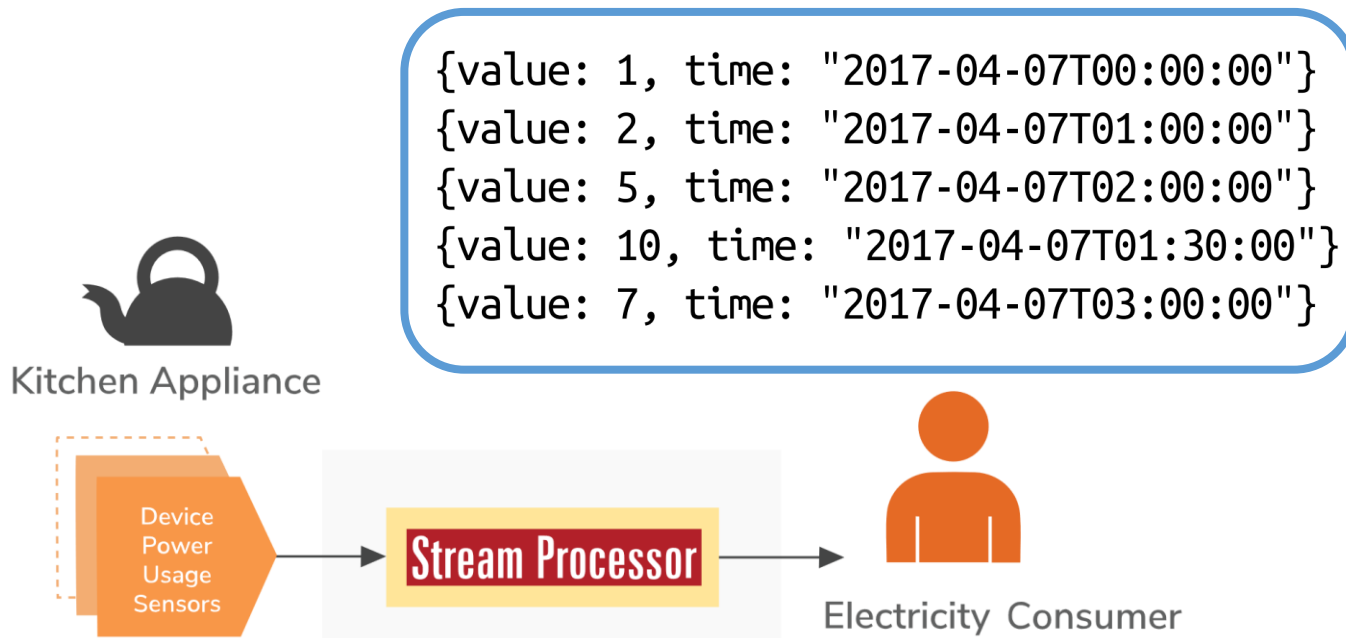 {value: 1, time: "2017-04-07T00:00:00"}
{value: 2, time: "2017-04-07T01:00:00"}
{value: 5, time: "2017-04-07T02:00:00"}
{value: 10, time: "2017-04-07T01:30:00"}
{value: 7, time: "2017-04-07T03:00:00"}
Kitchen Appliance
Device
Power
Usage
Sensors
Stream Processor
Electricity Consumer